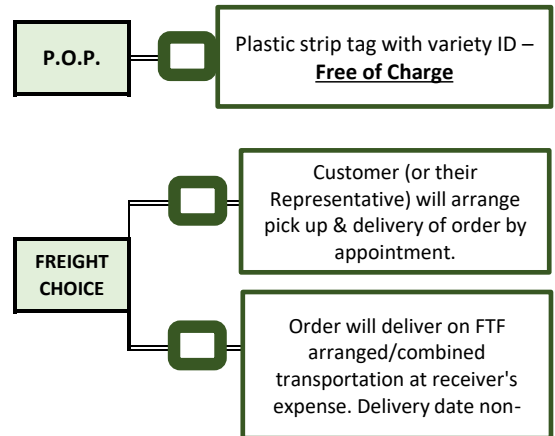 P.O.P.
Plastic strip tag with variety ID –
Free of Charge
FREIGHT
CHOICE
Customer (or their
Representative) will arrange
pick up & delivery of order by
appointment.
Order will deliver on FTF
arranged/combined
transportation at receiver's
expense. Delivery date non-